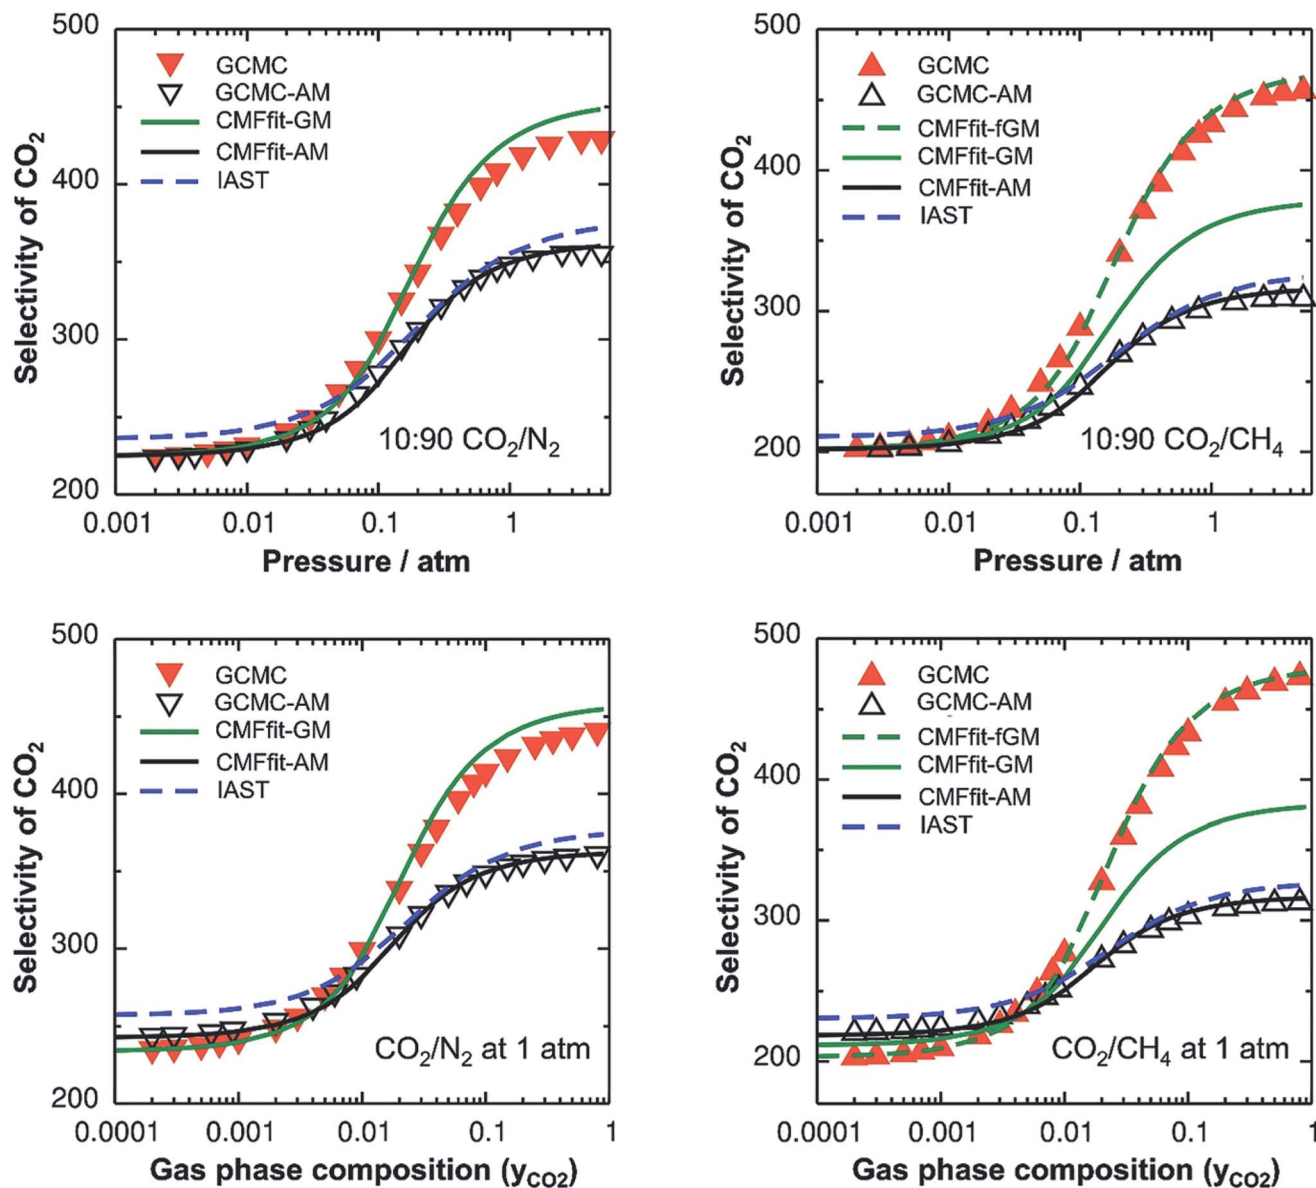 500
400
300
200
Selectivity of CO₂
GCMC
GCMC-AM
CMFfit-GM
CMFfit-AM
IAST
10:90 CO₂/N₂
0.001 0.01 0.1 1
Pressure / atm
500
400
300
200
Selectivity of CO₂
GCMC
GCMC-AM
CMFfit-fGM
CMFfit-GM
CMFfit-AM
IAST
10:90 CO₂/CH₄
0.001 0.01 0.1 1
Pressure / atm
500
400
300
200
Selectivity of CO₂
GCMC
GCMC-AM
CMFfit-GM
CMFfit-AM
IAST
CO₂/N₂ at 1 atm
0.0001 0.001 0.01 0.1 1
Gas phase composition (y_CO₂)
500
400
300
200
Selectivity of CO₂
GCMC
GCMC-AM
CMFfit-fGM
CMFfit-GM
CMFfit-AM
IAST
CO₂/CH₄ at 1 atm
0.0001 0.001 0.01 0.1 1
Gas phase composition (y_CO₂)